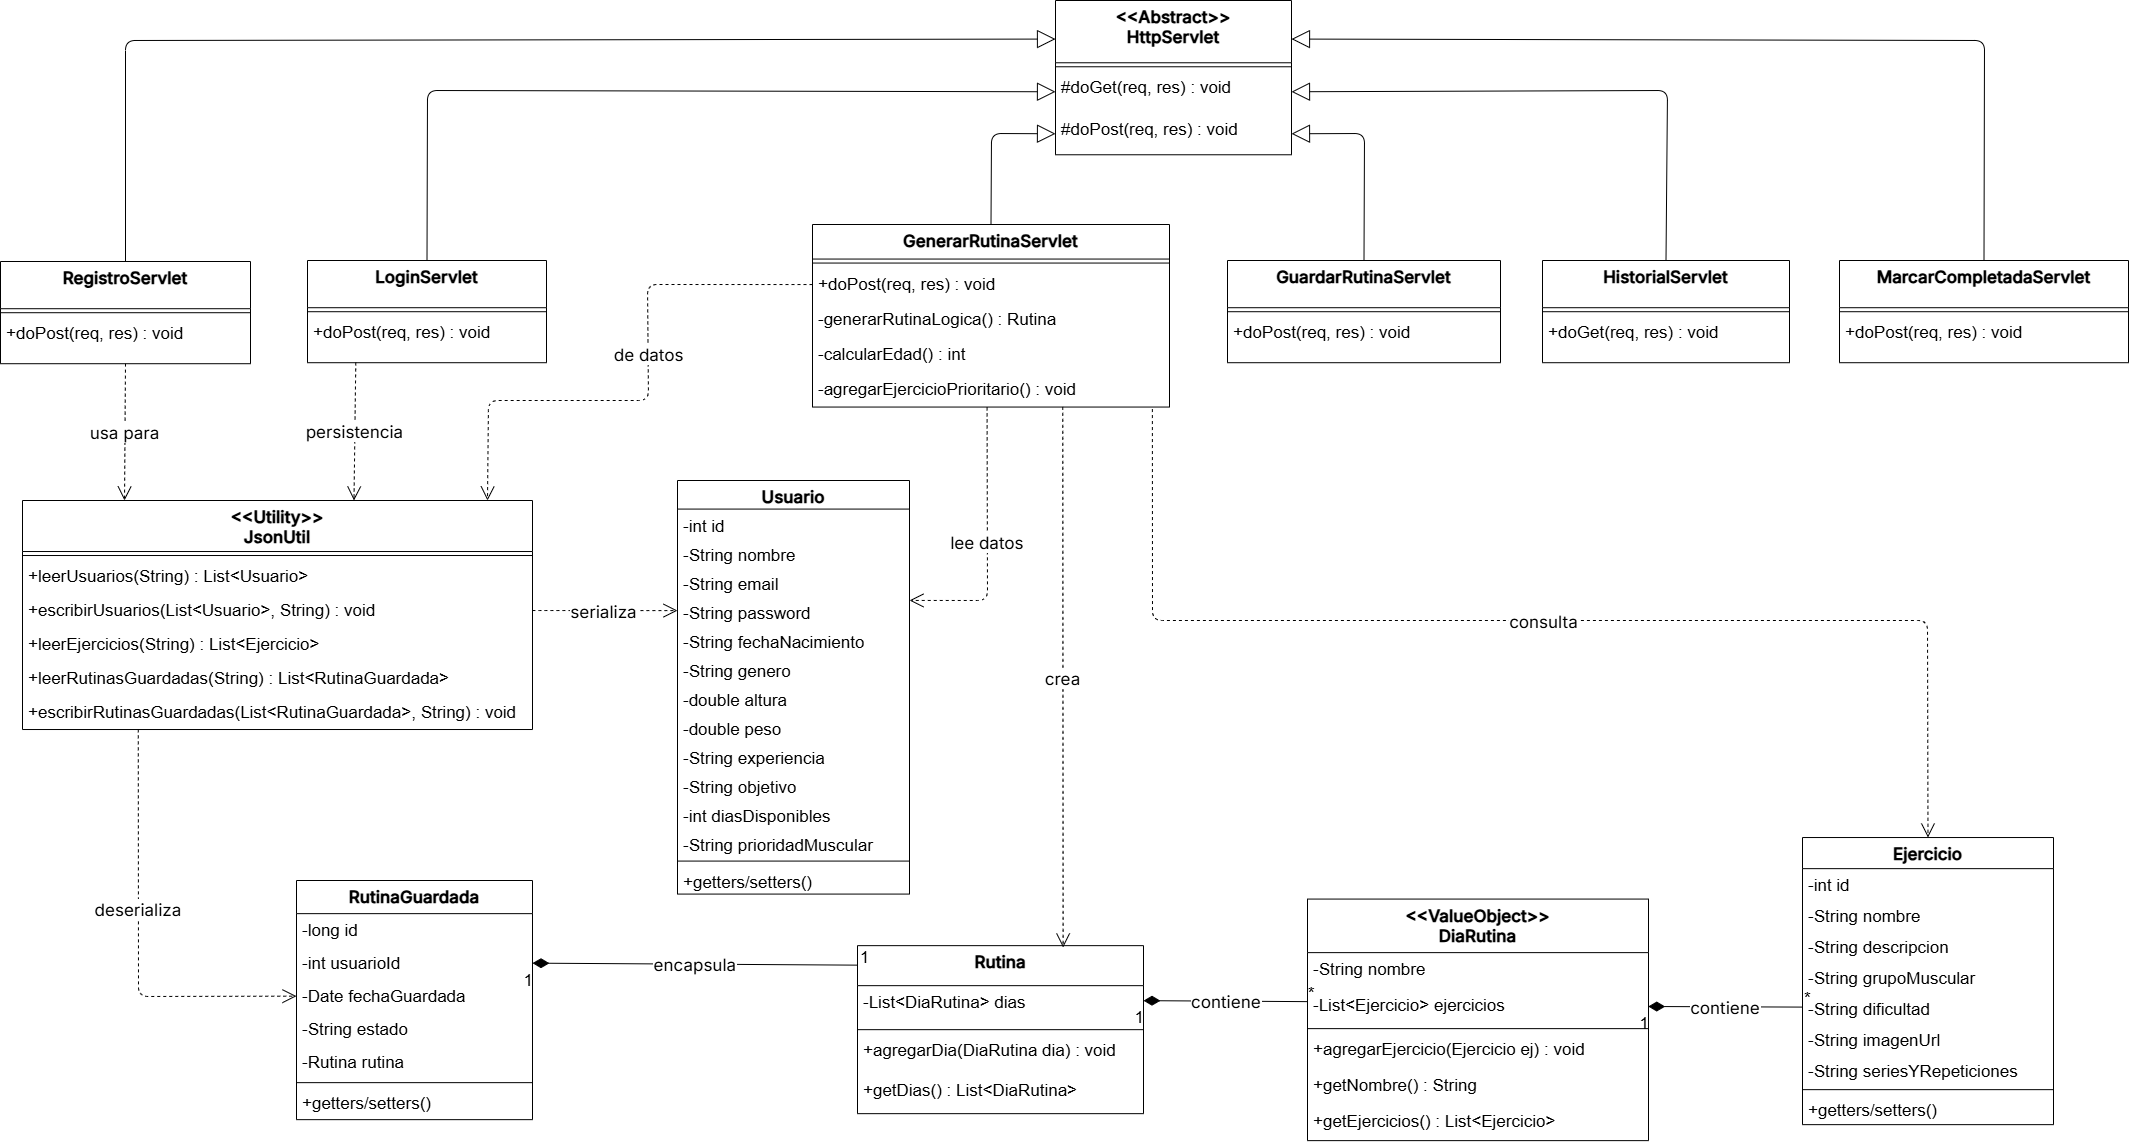 <<Abstract>>
HttpServlet
#doGet(req, res) : void
#doPost(req, res) : void
RegistroServlet
+doPost(req, res) : void
LoginServlet
+doPost(req, res) : void
GenerarRutinaServlet
+doPost(req, res) : void
-generarRutinaLogica() : Rutina
-calcularEdad() : int
-agregarEjercicioPrioritario() : void
GuardarRutinaServlet
+doPost(req, res) : void
HistorialServlet
+doGet(req, res) : void
MarcarCompletadaServlet
+doPost(req, res) : void
usa para
persistencia
de datos
<<Utility>>
JsonUtil
+leerUsuarios(String) : List<Usuario>
+escribirUsuarios(List<Usuario>, String) : void
+leerEjercicios(String) : List<Ejercicio>
+leerRutinasGuardadas(String) : List<RutinaGuardada>
+escribirRutinasGuardadas(List<RutinaGuardada>, String) : void
serializa
Usuario
-int id
-String nombre
-String email
-String password
-String fechaNacimiento
-String genero
-double altura
-double peso
-String experiencia
-String objetivo
-int diasDisponibles
-String prioridadMuscular
+getters/setters()
lee datos
crea
consulta
deserializa
RutinaGuardada
-long id
-int usuarioId
-Date fechaGuardada
-String estado
-Rutina rutina
+getters/setters()
1
encapsula
1
Rutina
-List<DiaRutina> dias
+agregarDia(DiaRutina dia) : void
+getDias() : List<DiaRutina>
1
contiene
*
<<ValueObject>>
DiaRutina
-String nombre
-List<Ejercicio> ejercicios
+agregarEjercicio(Ejercicio ej) : void
+getNombre() : String
+getEjercicios() : List<Ejercicio>
1
contiene
*
Ejercicio
-int id
-String nombre
-String descripcion
-String grupoMuscular
-String dificultad
-String imagenUrl
-String seriesYRepeticiones
+getters/setters()